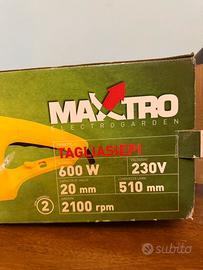 MAXTRO
ELECTROGARDEN
TAGLIASIEPI
600 W
230V
20 mm
510 mm
2
2100 rpm
subito